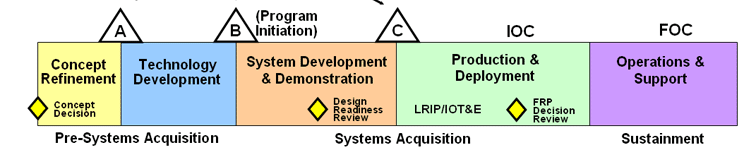 (Program
Initiation)
A
B
C
IOC
FOC
Concept
Refinement
Technology
Development
System Development
& Demonstration
Production &
Deployment
Operations &
Support
Concept
Decision
Design
Readiness
Review
LRIP/IOT&E
FRP
Decision
Review
Pre-Systems Acquisition
Systems Acquisition
Sustainment